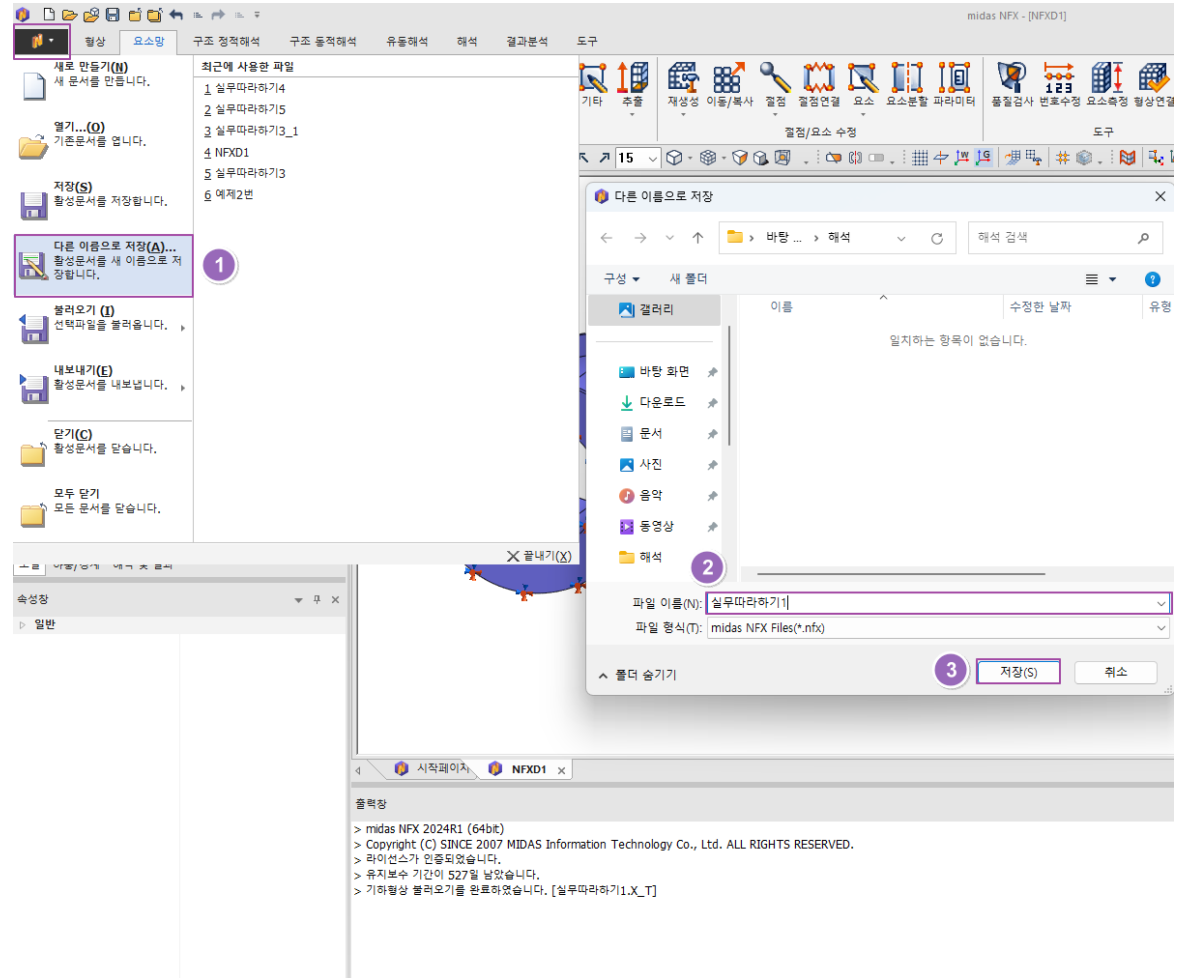 midas NFX - [NFXD1]
형상
요소망
구조 정적해석
구조 동적해석
유동해석
해석
결과분석
도구
새로 만들기(N)
새 문서를 만듭니다.
열기...(O)
기존문서를 엽니다.
저장(S)
활성문서를 저장합니다.
다른 이름으로 저장(A)...
활성문서를 새 이름으로 저
장합니다.
1
불러오기 (I)
선택파일을 불러옵니다.
내보내기(E)
활성문서를 내보냅니다.
닫기(C)
활성문서를 닫습니다.
모두 닫기
모든 문서를 닫습니다.
최근에 사용한 파일
1 실무따라하기4
2 실무따라하기5
3 실무따라하기3_1
4 NFXD1
5 실무따라하기3
6 예제2번
끝내기(X)
기타
추출
재생성
이동/복사
절점
절점연결
요소
요소분할
파라미터
품질검사
번호수정
요소측정
형상연결
절점/요소 수정
도구
15
다른 이름으로 저장
바탕 ... › 해석
해석 검색
구성
새 폴더
갤러리
이름
수정한 날짜
유형
일치하는 항목이 없습니다.
바탕 화면
다운로드
문서
사진
음악
동영상
해석
2
파일 이름(N): 실무따라하기1
파일 형식(T): midas NFX Files(*.nfx)
폴더 숨기기
3
저장(S)
취소
속성창
일반
시작페이지
NFXD1
출력창
> midas NFX 2024R1 (64bit)
> Copyright (C) SINCE 2007 MIDAS Information Technology Co., Ltd. ALL RIGHTS RESERVED.
> 라이선스가 인증되었습니다.
> 유지보수 기간이 527일 남았습니다.
> 기하형상 불러오기를 완료하였습니다. [실무따라하기1.X_T]